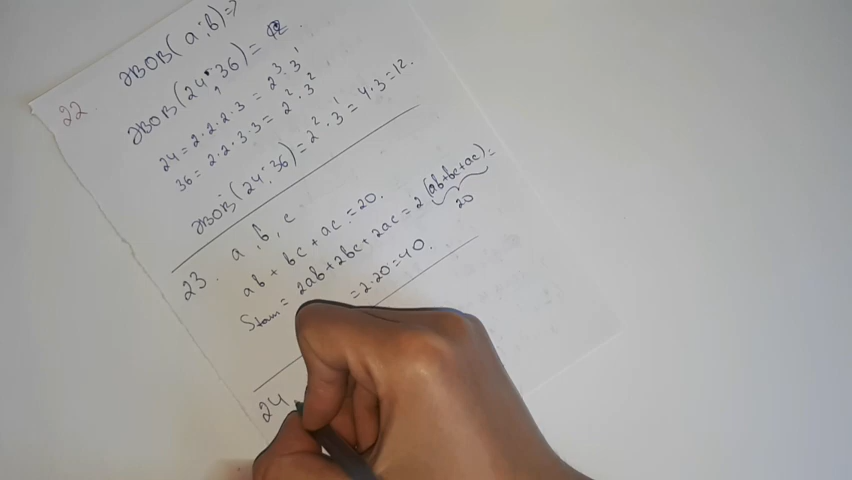 22. ƏBOB(a;b)=>
ƏBOB(24;36)=12.
24=2·2·2·3=2³·3¹
36=2·2·3·3=2²·3²
ƏBOB(24;36)=2²·3¹=4·3=12.
23. a, b, c
ab+bc+ac=20.
Stam=2ab+2bc+2ac=2·(ab+bc+ac)=
20
=2·20=40.
24